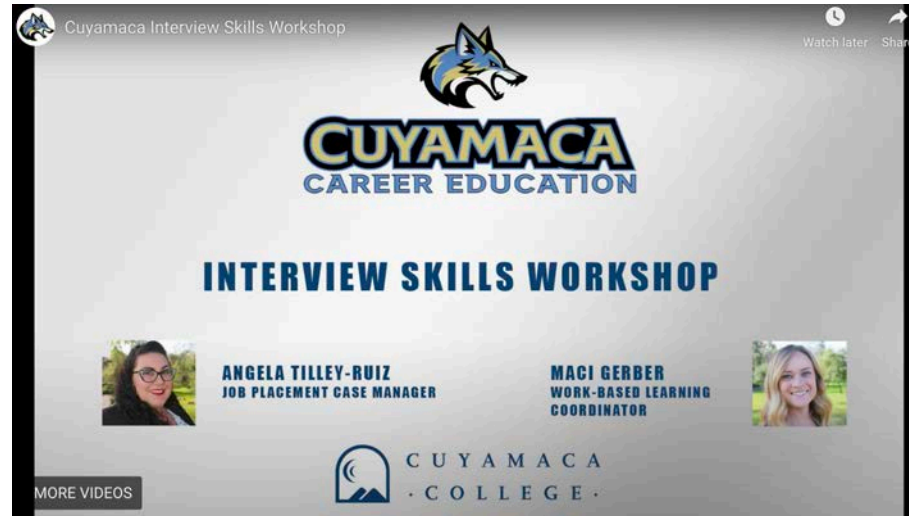 Cuyamaca Interview Skills Workshop
Watch later
Shar
CUYAMACA
CAREER EDUCATION
INTERVIEW SKILLS WORKSHOP
ANGELA TILLEY-RUIZ
JOB PLACEMENT CASE MANAGER
MACI GERBER
WORK-BASED LEARNING
COORDINATOR
CUYAMACA
· COLLEGE ·
MORE VIDEOS